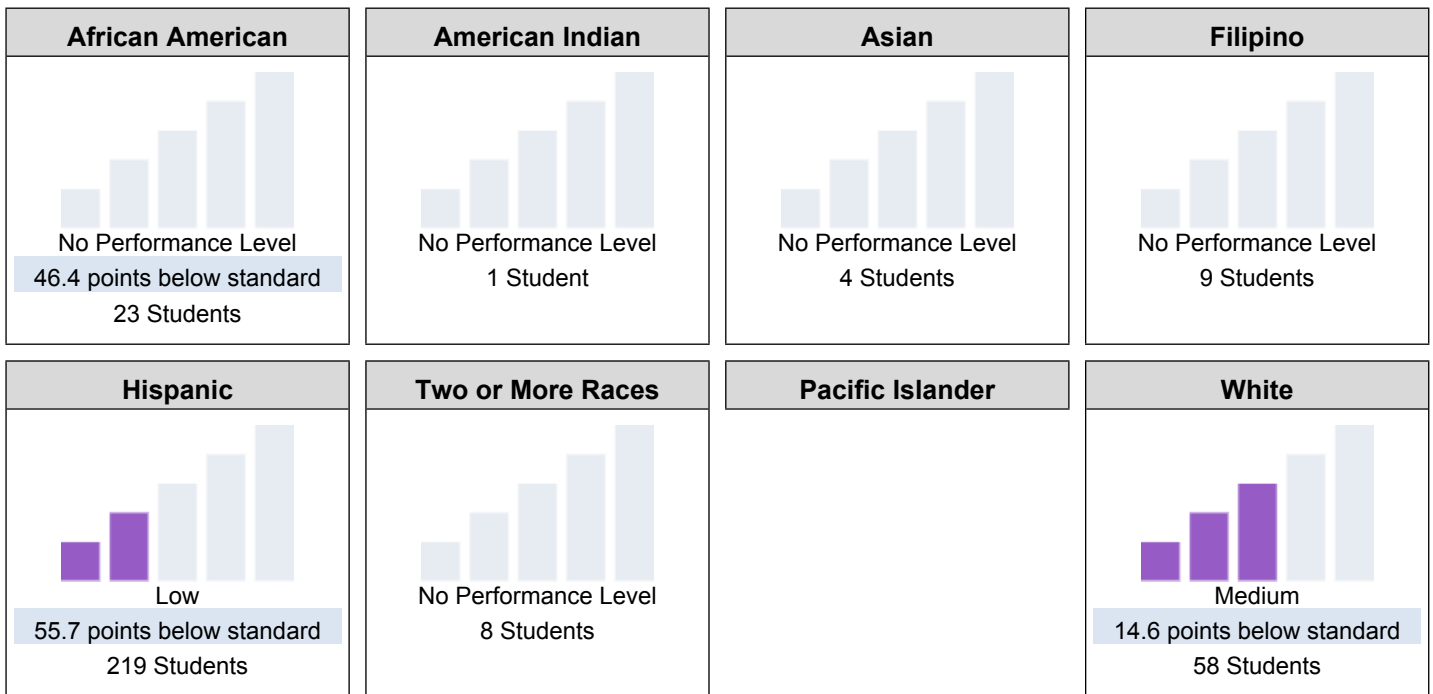 African American
No Performance Level
46.4 points below standard
23 Students
American Indian
No Performance Level
1 Student
Asian
No Performance Level
4 Students
Filipino
No Performance Level
9 Students
Hispanic
Low
55.7 points below standard
219 Students
Two or More Races
No Performance Level
8 Students
Pacific Islander
White
Medium
14.6 points below standard
58 Students